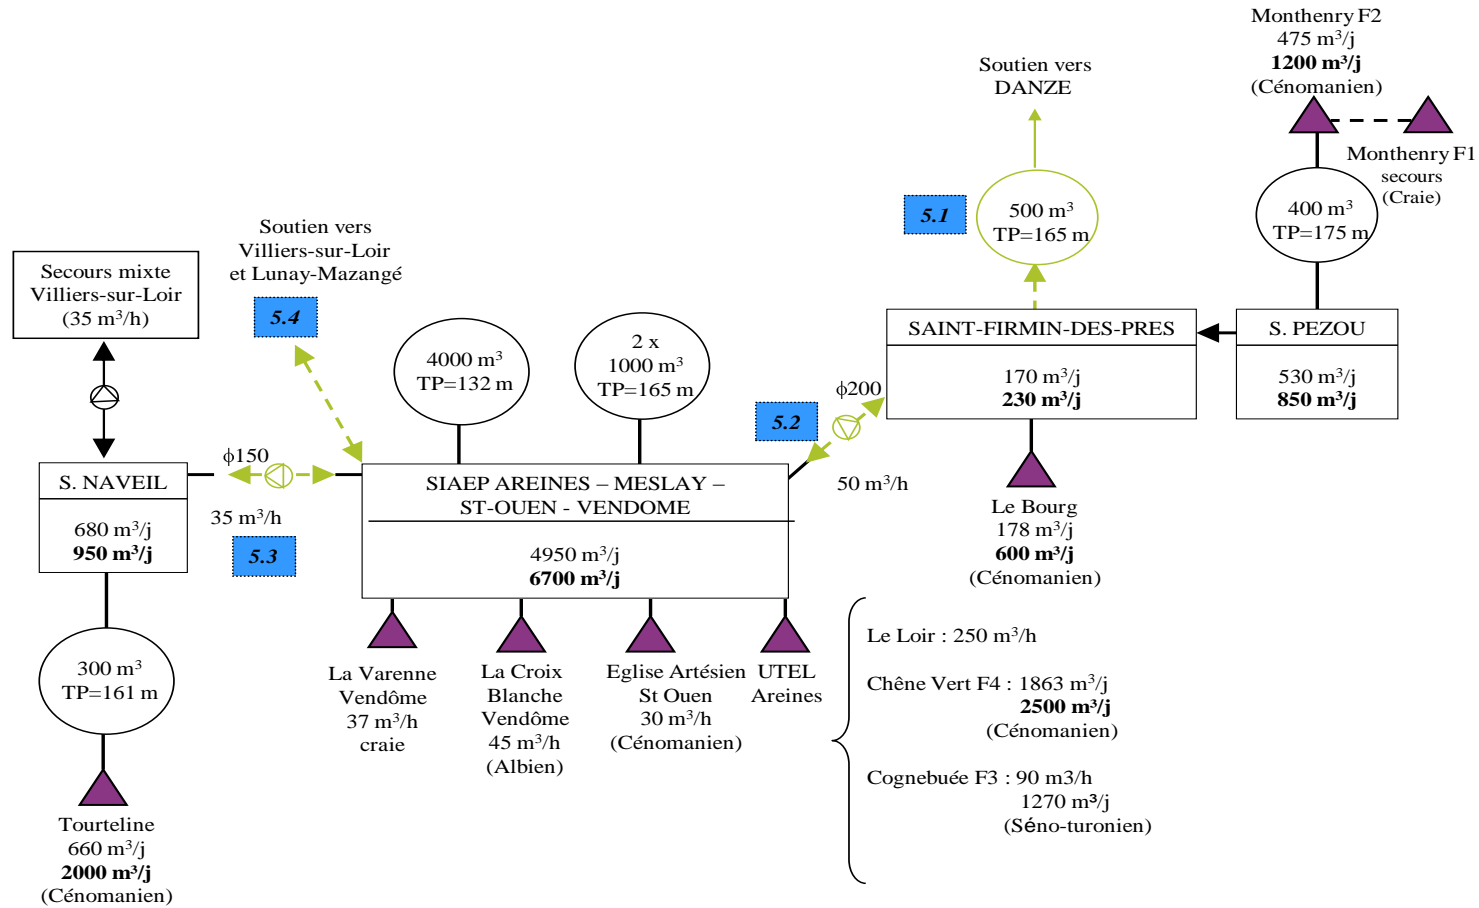 Monthenry F2
475 m³/j
1200 m³/j
(Cénomanien)
Monthenry F1
secours
(Craie)
Soutien vers
DANZE
5.1
500 m³
TP=165 m
400 m³
TP=175 m
Soutien vers
Villiers-sur-Loir
et Lunay-Mazangé
5.4
Secours mixte
Villiers-sur-Loir
(35 m³/h)
4000 m³
TP=132 m
2 x
1000 m³
TP=165 m
SAINT-FIRMIN-DES-PRES
170 m³/j
230 m³/j
S. PEZOU
530 m³/j
850 m³/j
ϕ200
5.2
50 m³/h
ϕ150
35 m³/h
5.3
S. NAVEIL
680 m³/j
950 m³/j
SIAEP AREINES – MESLAY –
ST-OUEN - VENDOME
4950 m³/j
6700 m³/j
Le Bourg
178 m³/j
600 m³/j
(Cénomanien)
300 m³
TP=161 m
La Varenne
Vendôme
37 m³/h
craie
La Croix
Blanche
Vendôme
45 m³/h
(Albien)
Eglise Artésien
St Ouen
30 m³/h
(Cénomanien)
UTEL
Areines
Le Loir : 250 m³/h
Chêne Vert F4 : 1863 m³/j
2500 m³/j
(Cénomanien)
Cognebuée F3 : 90 m3/h
1270 m³/j
(Séno-turonien)
Tourteline
660 m³/j
2000 m³/j
(Cénomanien)